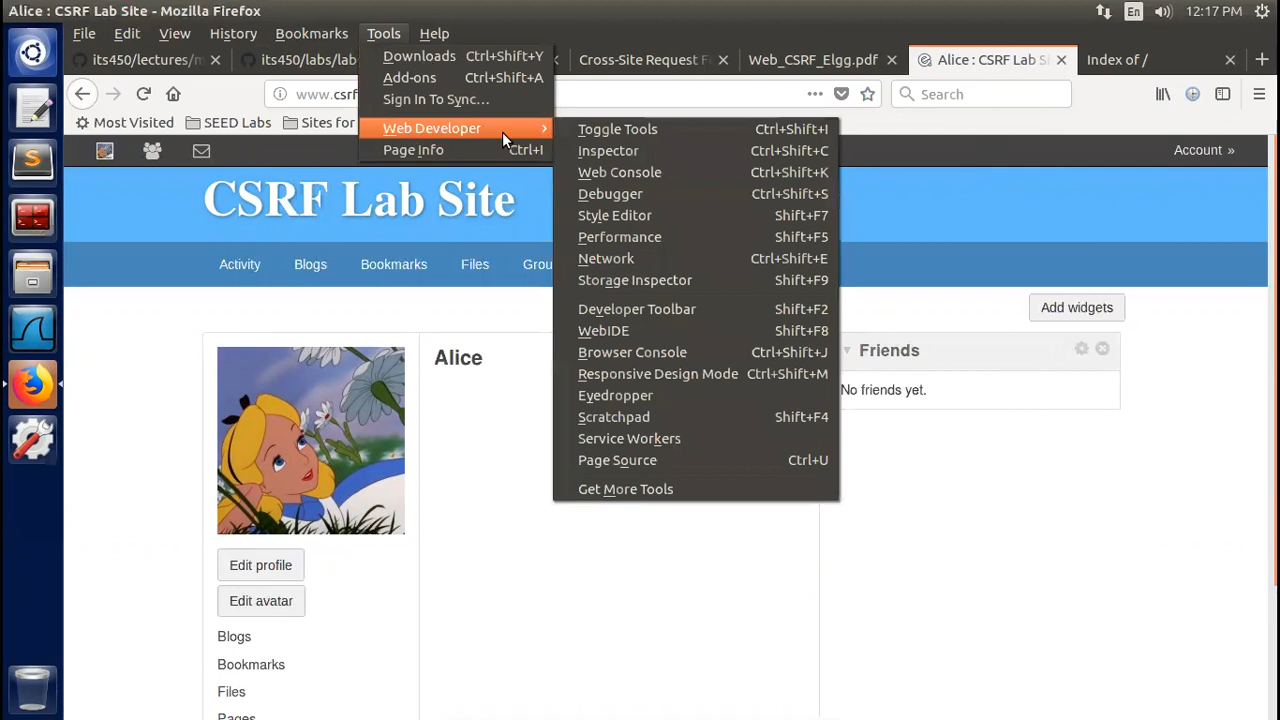 Alice : CSRF Lab Site - Mozilla Firefox
En
12:17 PM
File Edit View History Bookmarks Tools Help
its450/lectures/m
its450/labs/lab
Cross-Site Request F
Web_CSRF_Elgg.pdf
Alice : CSRF Lab S
Index of /
www.csrf
Search
Most Visited
SEED Labs
Sites for
Downloads Ctrl+Shift+Y
Add-ons Ctrl+Shift+A
Sign In To Sync...
Web Developer
Page Info Ctrl+I
Toggle Tools Ctrl+Shift+I
Inspector Ctrl+Shift+C
Web Console Ctrl+Shift+K
Debugger Ctrl+Shift+S
Style Editor Shift+F7
Performance Shift+F5
Network Ctrl+Shift+E
Storage Inspector Shift+F9
Developer Toolbar Shift+F2
WebIDE Shift+F8
Browser Console Ctrl+Shift+J
Responsive Design Mode Ctrl+Shift+M
Eyedropper
Scratchpad Shift+F4
Service Workers
Page Source Ctrl+U
Get More Tools
Account »
CSRF Lab Site
Activity Blogs Bookmarks Files Grou
Add widgets
Alice
Friends
No friends yet.
Edit profile
Edit avatar
Blogs
Bookmarks
Files
Pages